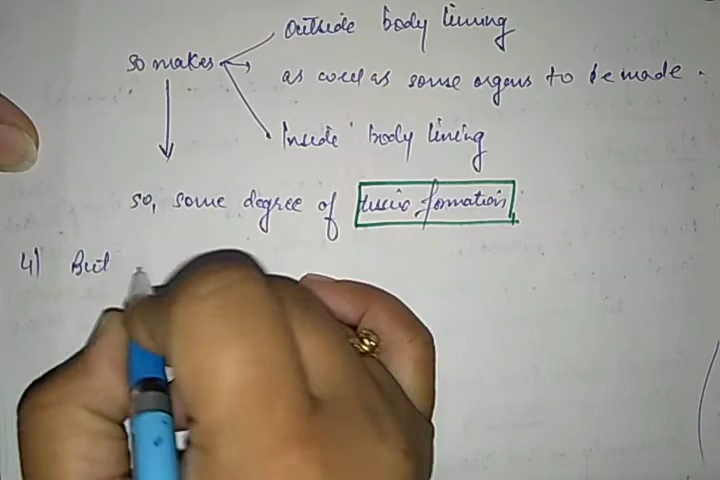 outside body lining
so makes
as well as some organs to be made.
Inside body lining
so, some degree of tissue formation
4) But